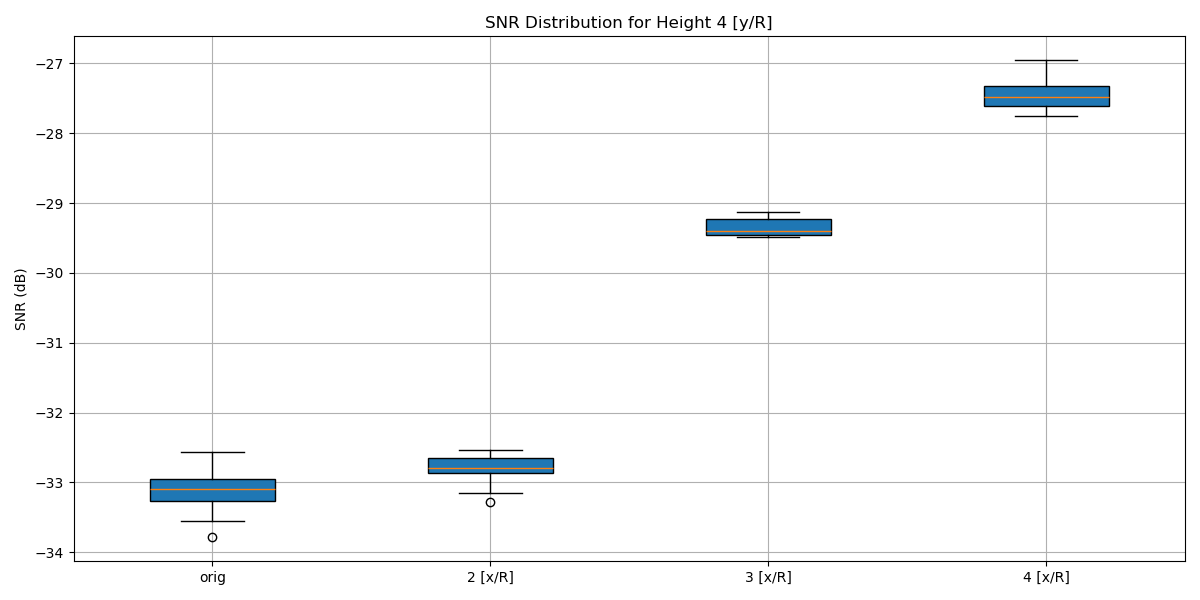 SNR Distribution for Height 4 [y/R]
SNR (dB)
−27
−28
−29
−30
−31
−32
−33
−34
orig
2 [x/R]
3 [x/R]
4 [x/R]